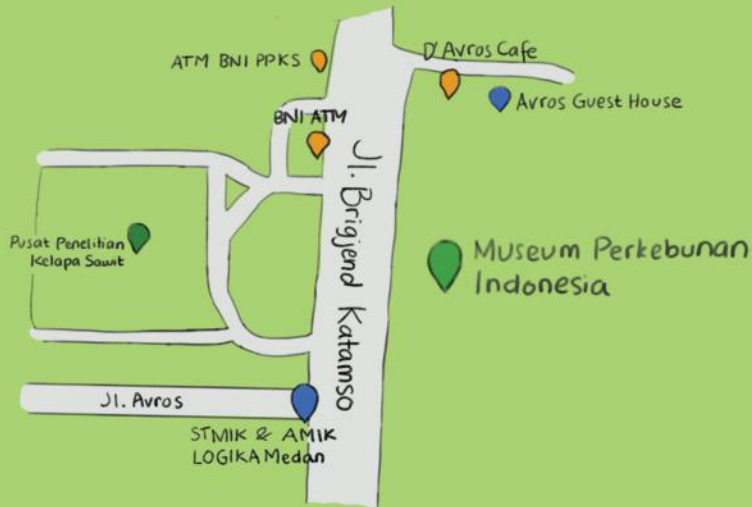 D'Avros Cafe
ATM BNI PPKS
Avros Guest House
BNI ATM
Jl. Brigjend Katamso
Pusat Penelitian
Kelapa Sawit
Museum Perkebunan
Indonesia
Jl. Avros
STMIK & AMIK
LOGIKA Medan